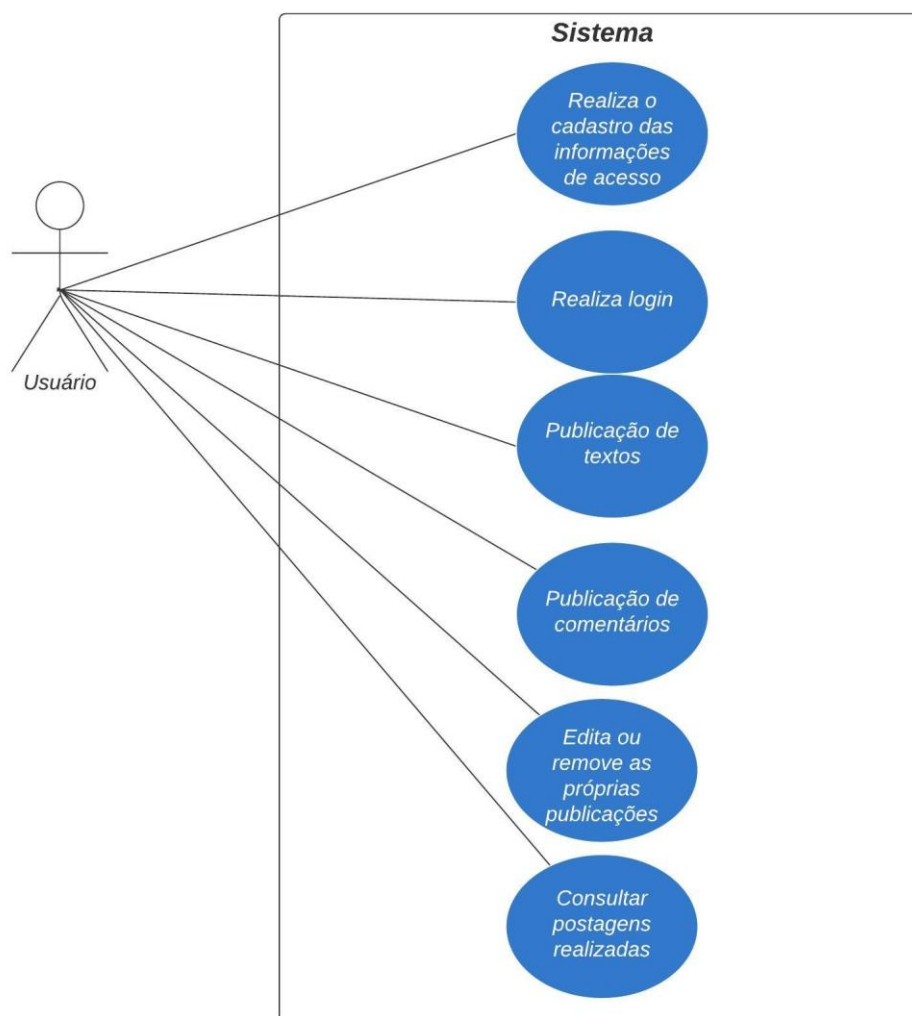 Sistema
Realiza o
cadastro das
informações
de acesso
Realiza login
Usuário
Publicação de
textos
Publicação de
comentários
Edita ou
remove as
próprias
publicações
Consultar
postagens
realizadas